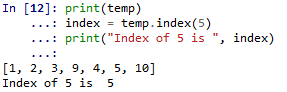 In [12]: print(temp)
    ...: index = temp.index(5)
    ...: print("Index of 5 is ", index)
    ...:
[1, 2, 3, 9, 4, 5, 10]
Index of 5 is  5